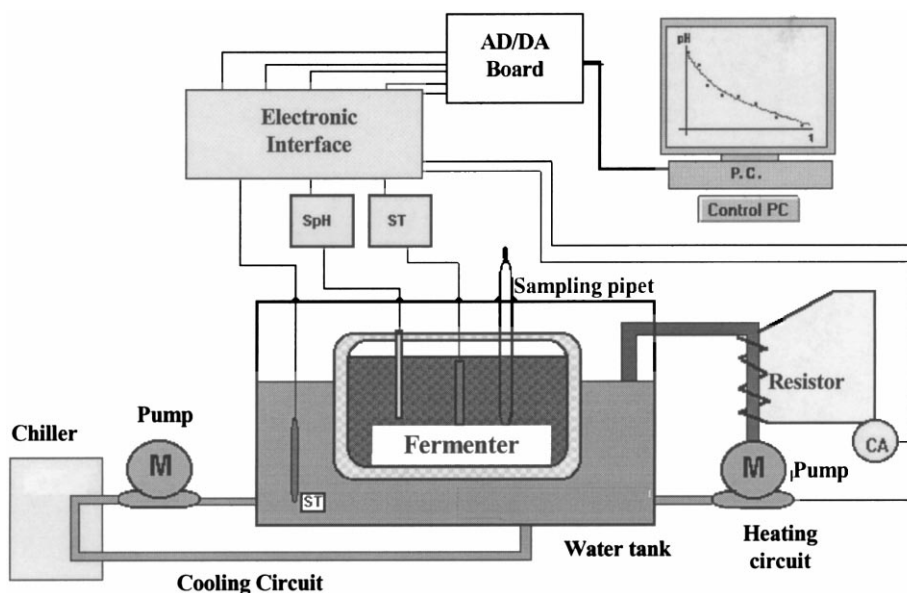 AD/DA
Board
pH
t
Electronic
Interface
P.C.
Control PC
SpH
ST
Sampling pipet
Resistor
Pump
Chiller
M
Fermenter
CA
M
Pump
ST
Water tank
Heating
circuit
Cooling Circuit